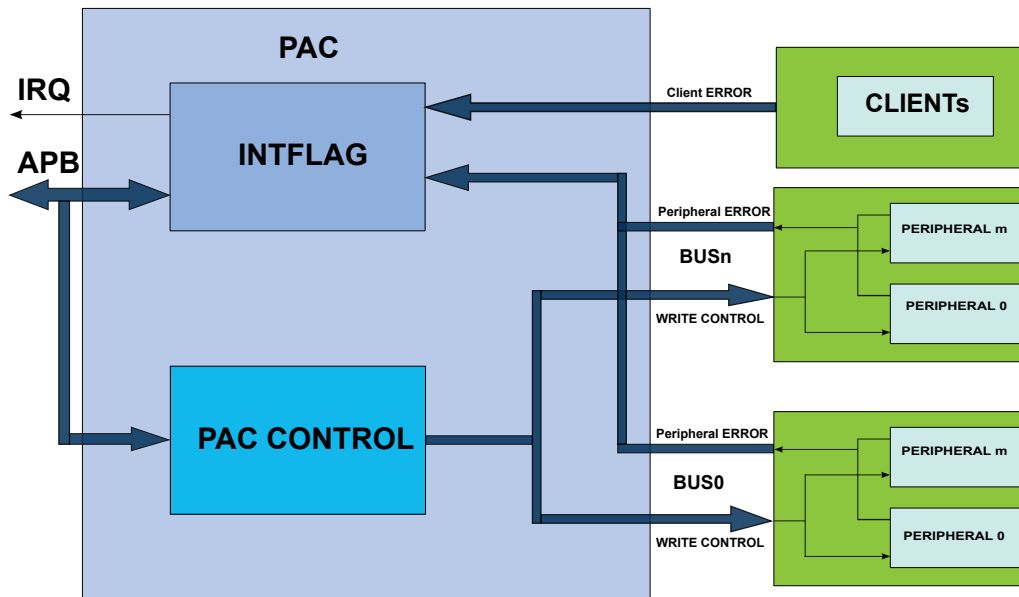 PAC
IRQ
INTFLAG
APB
PAC CONTROL
Client ERROR
CLIENTs
Peripheral ERROR
BUSn
WRITE CONTROL
PERIPHERAL m
PERIPHERAL 0
Peripheral ERROR
BUS0
WRITE CONTROL
PERIPHERAL m
PERIPHERAL 0